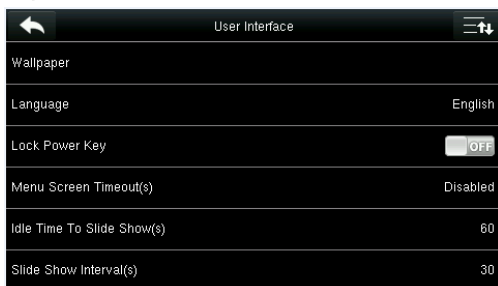 User Interface
Wallpaper
Language English
Lock Power Key OFF
Menu Screen Timeout(s) Disabled
Idle Time To Slide Show(s) 60
Slide Show Interval(s) 30